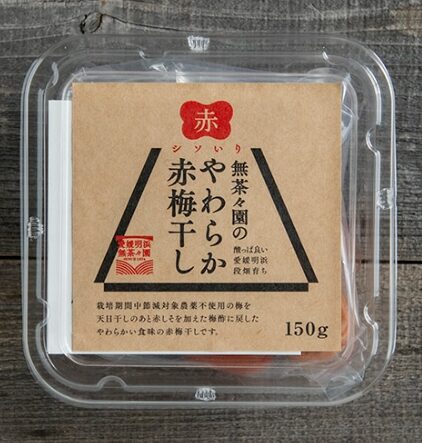 赤
シソいり
無茶々園の
やわらか
赤梅干し
酸っぱ良い
愛媛明浜
段畑育ち
愛媛明浜
無茶々園
栽培期間中節減対象農薬不使用の梅を
天日干しのあと赤しそを加えた梅酢に戻した
やわらかい食味の赤梅干しです。
150g